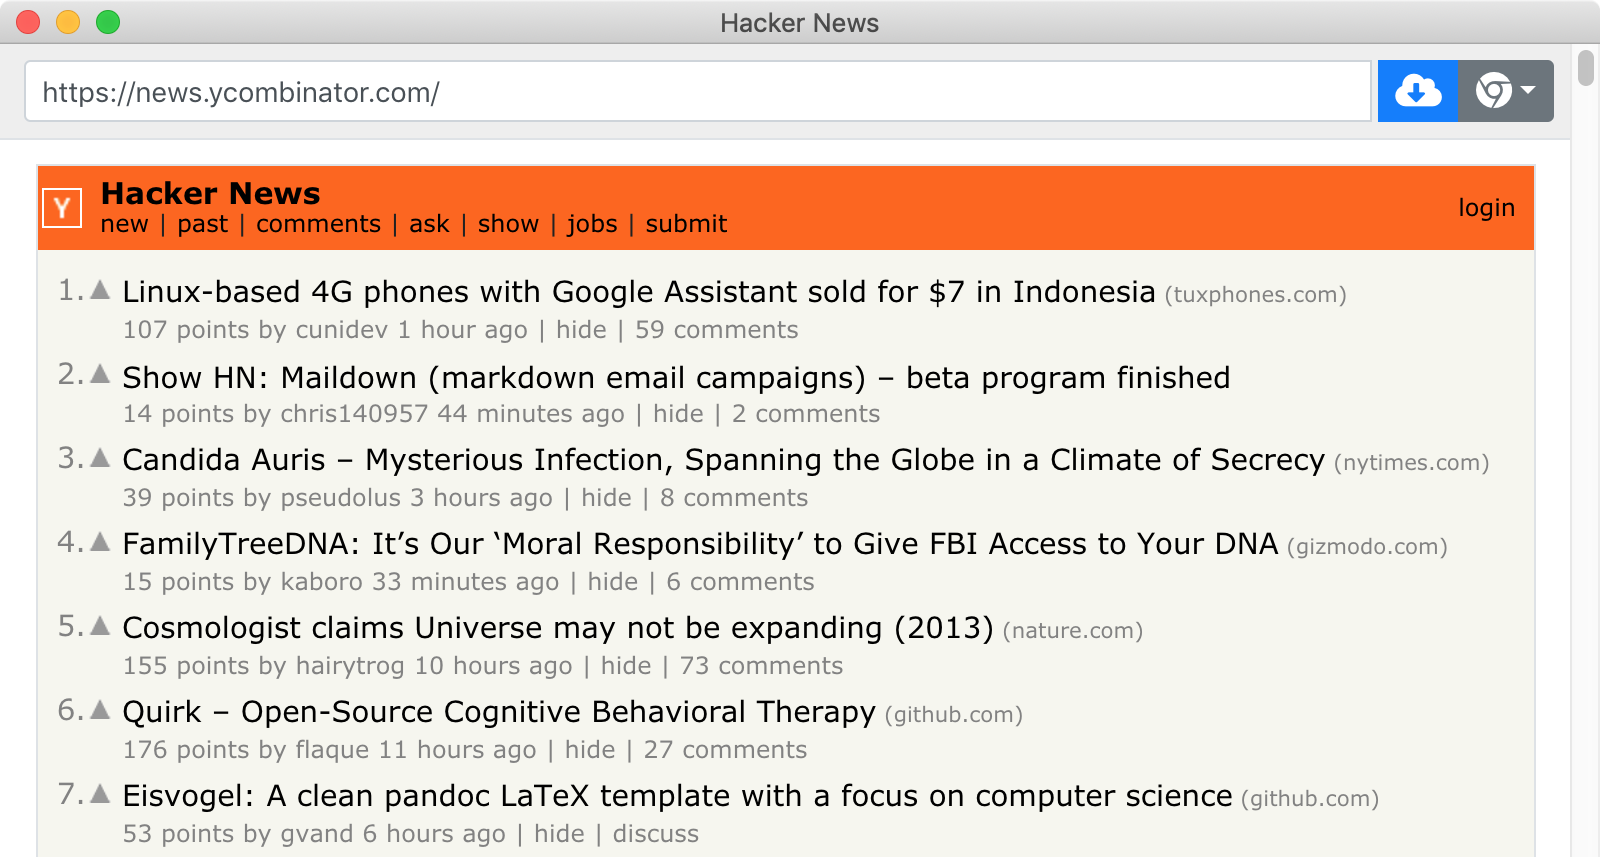 Hacker News
https://news.ycombinator.com/
Y
Hacker News
new | past | comments | ask | show | jobs | submit
login
1. Linux-based 4G phones with Google Assistant sold for $7 in Indonesia (tuxphones.com)
107 points by cunidev 1 hour ago | hide | 59 comments
2. Show HN: Maildown (markdown email campaigns) – beta program finished
14 points by chris140957 44 minutes ago | hide | 2 comments
3. Candida Auris – Mysterious Infection, Spanning the Globe in a Climate of Secrecy (nytimes.com)
39 points by pseudolus 3 hours ago | hide | 8 comments
4. FamilyTreeDNA: It’s Our ‘Moral Responsibility’ to Give FBI Access to Your DNA (gizmodo.com)
15 points by kaboro 33 minutes ago | hide | 6 comments
5. Cosmologist claims Universe may not be expanding (2013) (nature.com)
155 points by hairytrog 10 hours ago | hide | 73 comments
6. Quirk – Open-Source Cognitive Behavioral Therapy (github.com)
176 points by flaque 11 hours ago | hide | 27 comments
7. Eisvogel: A clean pandoc LaTeX template with a focus on computer science (github.com)
53 points by gvand 6 hours ago | hide | discuss